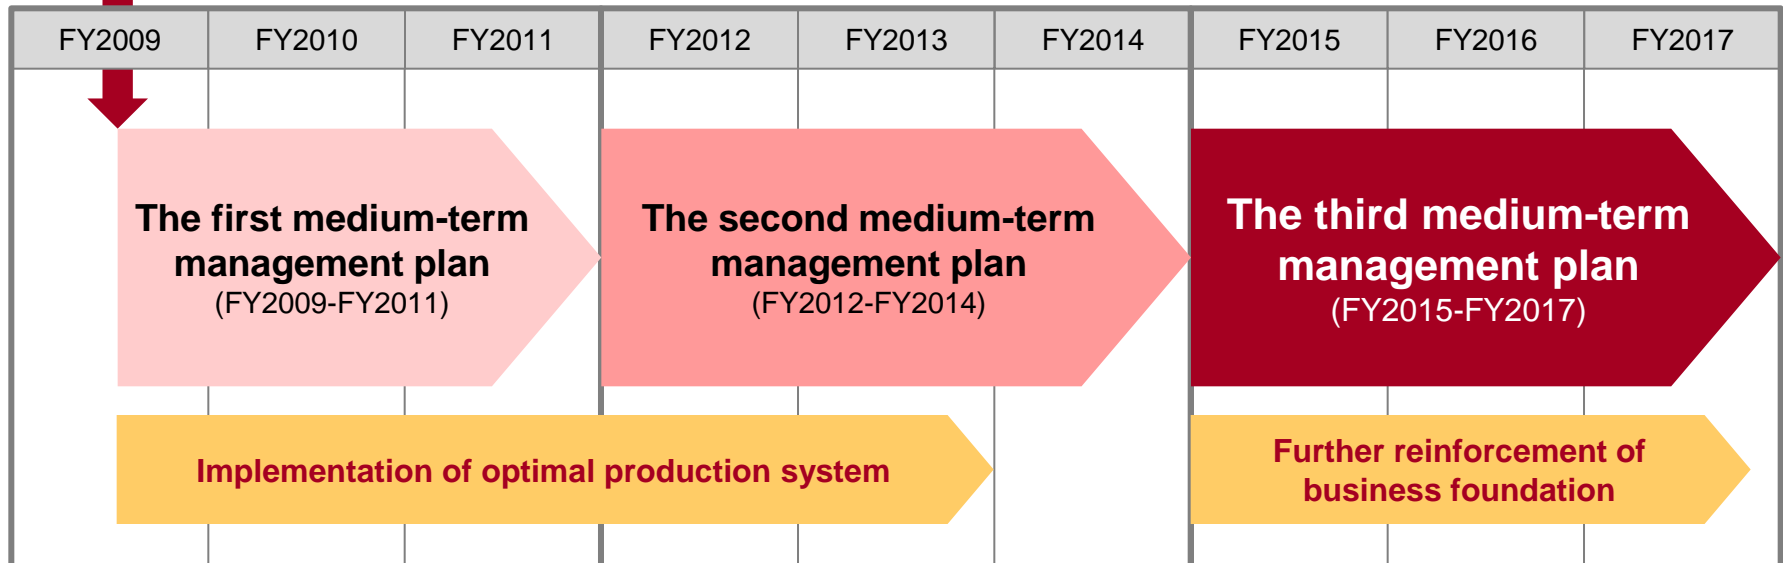 FY2009 FY2010 FY2011 FY2012 FY2013 FY2014 FY2015 FY2016 FY2017
The first medium-term
management plan
(FY2009-FY2011)
The second medium-term
management plan
(FY2012-FY2014)
The third medium-term
management plan
(FY2015-FY2017)
Implementation of optimal production system
Further reinforcement of
business foundation